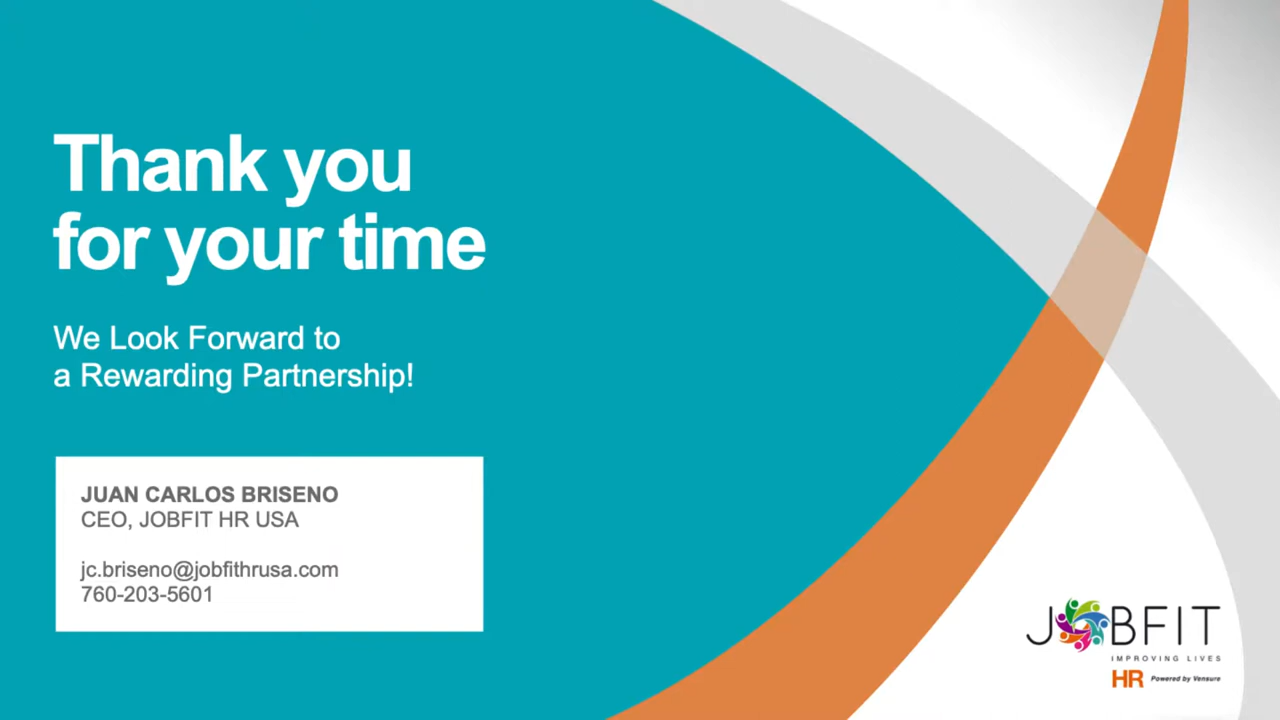 Thank you
for your time
We Look Forward to
a Rewarding Partnership!
JUAN CARLOS BRISENO
CEO, JOBFIT HR USA
jc.briseno@jobfithrusa.com
760-203-5601
JOBFIT
IMPROVING LIVES
HR Powered by Vensure